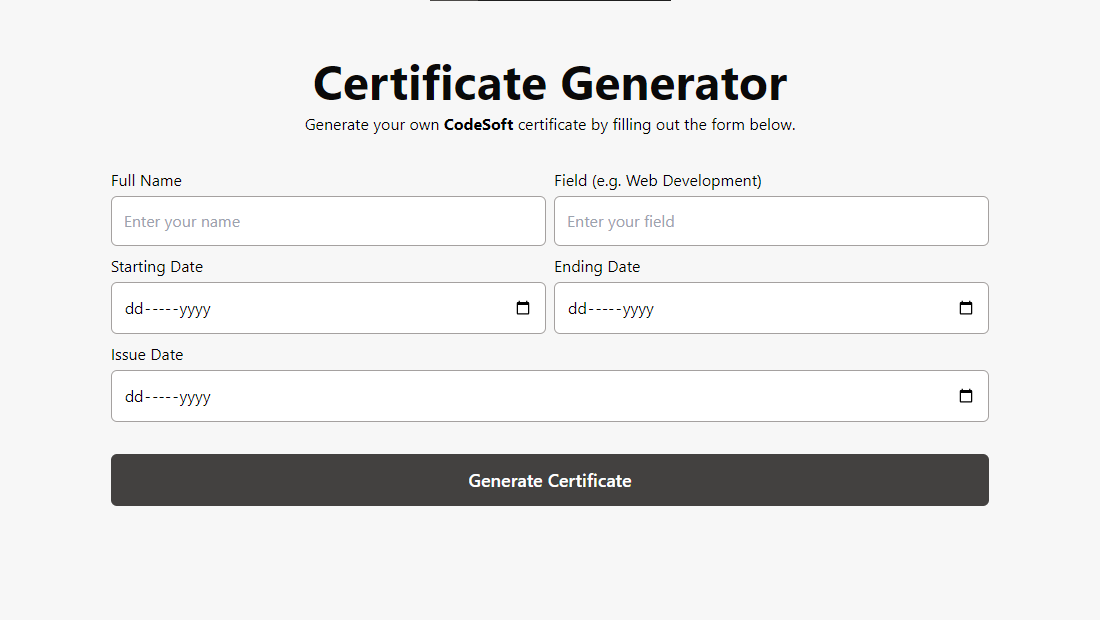 Certificate Generator
Generate your own CodeSoft certificate by filling out the form below.
Full Name
Field (e.g. Web Development)
Enter your name
Enter your field
Starting Date
Ending Date
dd-----yyyy
dd-----yyyy
Issue Date
dd-----yyyy
Generate Certificate